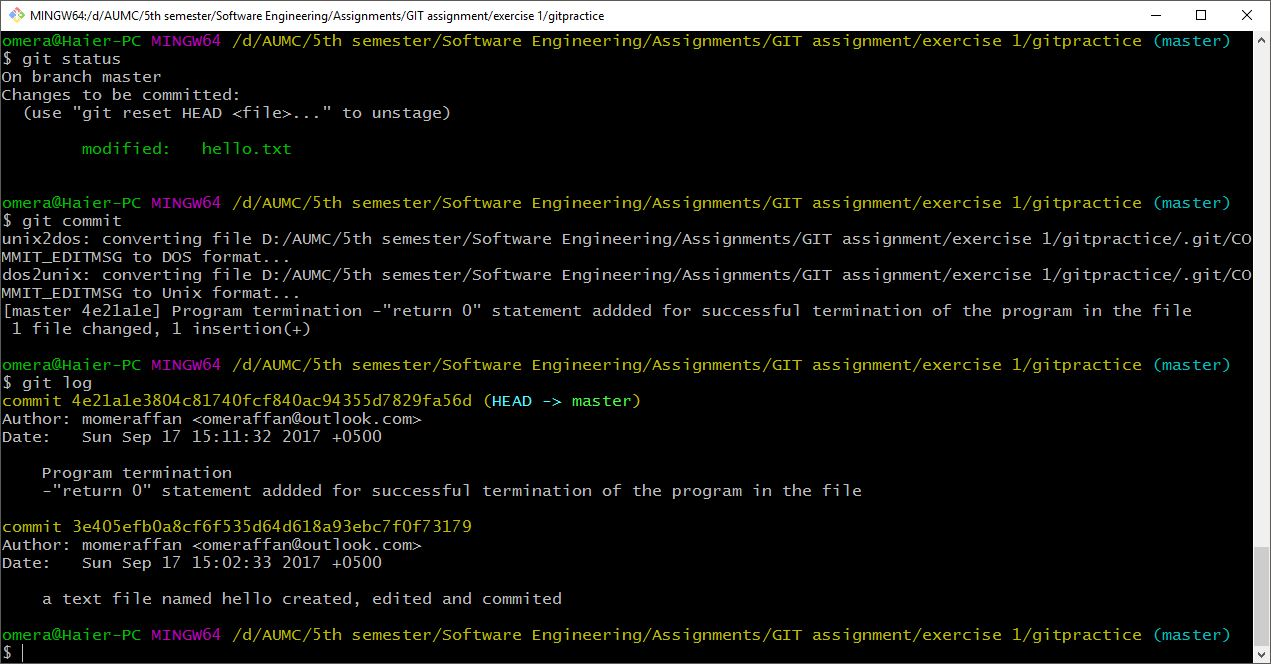 MINGW64:/d/AUMC/5th semester/Software Engineering/Assignments/GIT assignment/exercise 1/gitpractice
omera@Haier-PC MINGW64 /d/AUMC/5th semester/Software Engineering/Assignments/GIT assignment/exercise 1/gitpractice (master)
$ git status
On branch master
Changes to be committed:
  (use "git reset HEAD <file>..." to unstage)

        modified:   hello.txt


omera@Haier-PC MINGW64 /d/AUMC/5th semester/Software Engineering/Assignments/GIT assignment/exercise 1/gitpractice (master)
$ git commit
unix2dos: converting file D:/AUMC/5th semester/Software Engineering/Assignments/GIT assignment/exercise 1/gitpractice/.git/CO
MMIT_EDITMSG to DOS format...
dos2unix: converting file D:/AUMC/5th semester/Software Engineering/Assignments/GIT assignment/exercise 1/gitpractice/.git/CO
MMIT_EDITMSG to Unix format...
[master 4e21a1e] Program termination -"return 0" statement addded for successful termination of the program in the file
 1 file changed, 1 insertion(+)

omera@Haier-PC MINGW64 /d/AUMC/5th semester/Software Engineering/Assignments/GIT assignment/exercise 1/gitpractice (master)
$ git log
commit 4e21a1e3804c81740fcf840ac94355d7829fa56d (HEAD -> master)
Author: momeraffan <omeraffan@outlook.com>
Date:   Sun Sep 17 15:11:32 2017 +0500

    Program termination
    -"return 0" statement addded for successful termination of the program in the file

commit 3e405efb0a8cf6f535d64d618a93ebc7f0f73179
Author: momeraffan <omeraffan@outlook.com>
Date:   Sun Sep 17 15:02:33 2017 +0500

    a text file named hello created, edited and commited

omera@Haier-PC MINGW64 /d/AUMC/5th semester/Software Engineering/Assignments/GIT assignment/exercise 1/gitpractice (master)
$